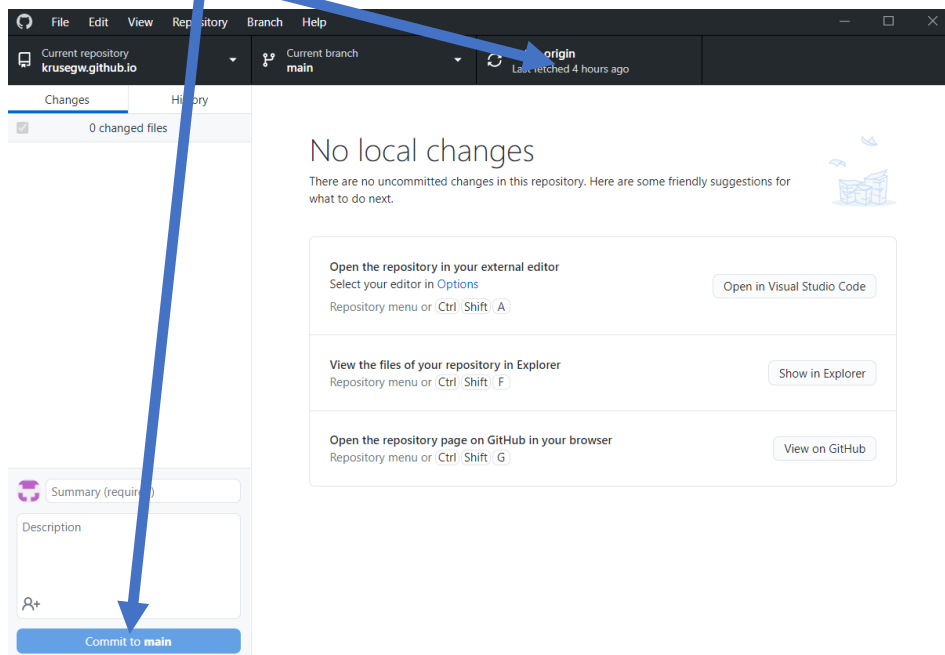 File Edit View Repository Branch Help
Current repository
krusegw.github.io
Current branch
main
origin
Last fetched 4 hours ago
Changes
History
0 changed files
No local changes
There are no uncommitted changes in this repository. Here are some friendly suggestions for
what to do next.
Open the repository in your external editor
Select your editor in Options
Repository menu or Ctrl Shift A
Open in Visual Studio Code
View the files of your repository in Explorer
Repository menu or Ctrl Shift F
Show in Explorer
Open the repository page on GitHub in your browser
Repository menu or Ctrl Shift G
View on GitHub
Summary (required)
Description
Commit to main